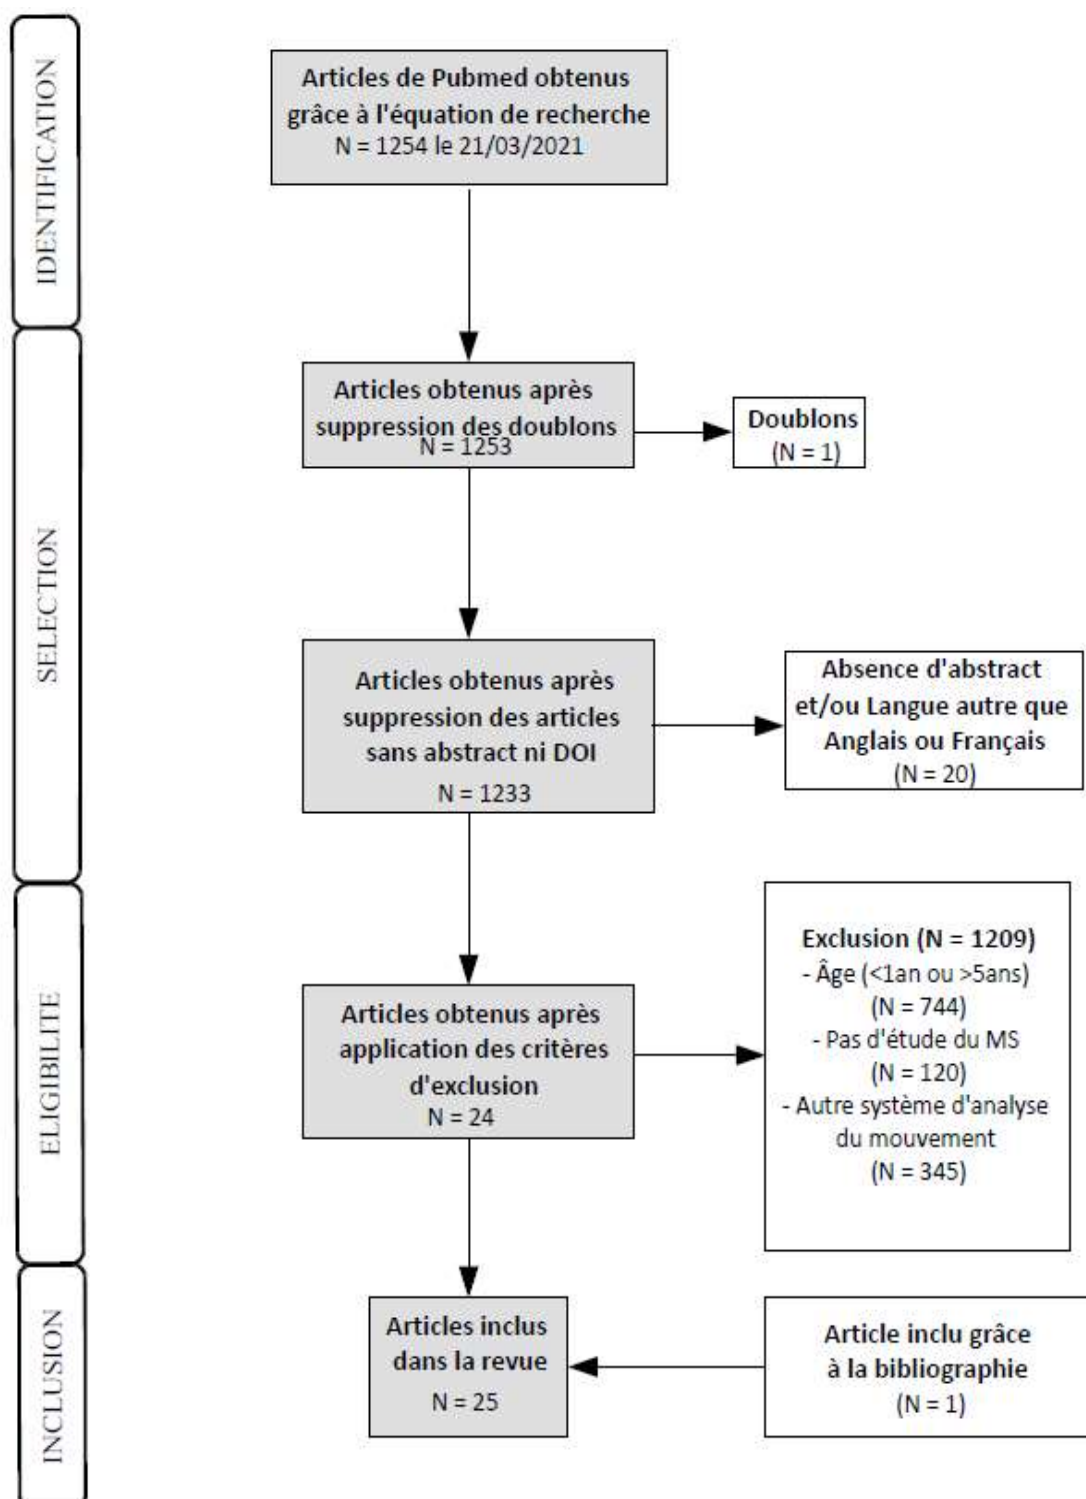 IDENTIFICATION
Articles de Pubmed obtenus
grâce à l'équation de recherche
N = 1254 le 21/03/2021
SELECTION
Articles obtenus après
suppression des doublons
N = 1253
Doublons
(N = 1)
Articles obtenus après
suppression des articles
sans abstract ni DOI
N = 1233
Absence d'abstract
et/ou Langue autre que
Anglais ou Français
(N = 20)
ELIGIBILITE
Articles obtenus après
application des critères
d'exclusion
N = 24
Exclusion (N = 1209)
- Âge (<1an ou >5ans)
(N = 744)
- Pas d'étude du MS
(N = 120)
- Autre système d'analyse
du mouvement
(N = 345)
INCLUSION
Articles inclus
dans la revue
N = 25
Article inclu grâce
à la bibliographie
(N = 1)